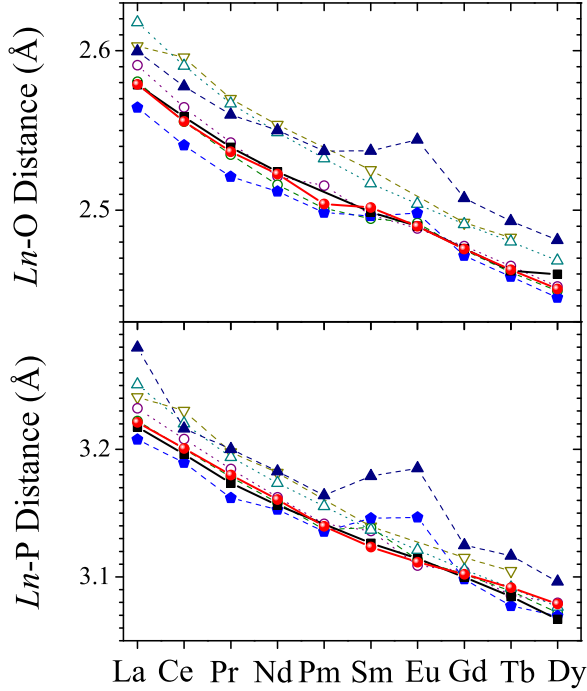 Ln-O Distance (Å)
2.6
2.5
Ln-P Distance (Å)
3.2
3.1
La Ce Pr Nd Pm Sm Eu Gd Tb Dy